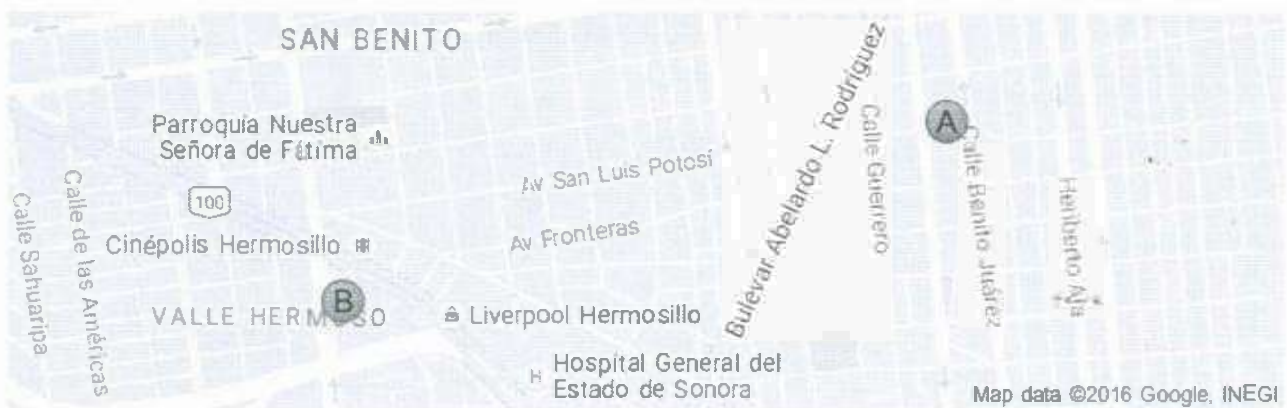 SAN BENITO
Parroquia Nuestra
Señora de Fátima
100
Cinépolis Hermosillo
Calle Sahuaripa
Calle de las Américas
VALLE HERMOSO
B
Av San Luis Potosí
Av Fronteras
Liverpool Hermosillo
H Hospital General del
Estado de Sonora
Bulevar Abelardo L. Rodríguez
Calle Guerrero
A
Calle Benito Juárez
Heriberto Aja
Map data ©2016 Google, INEGI